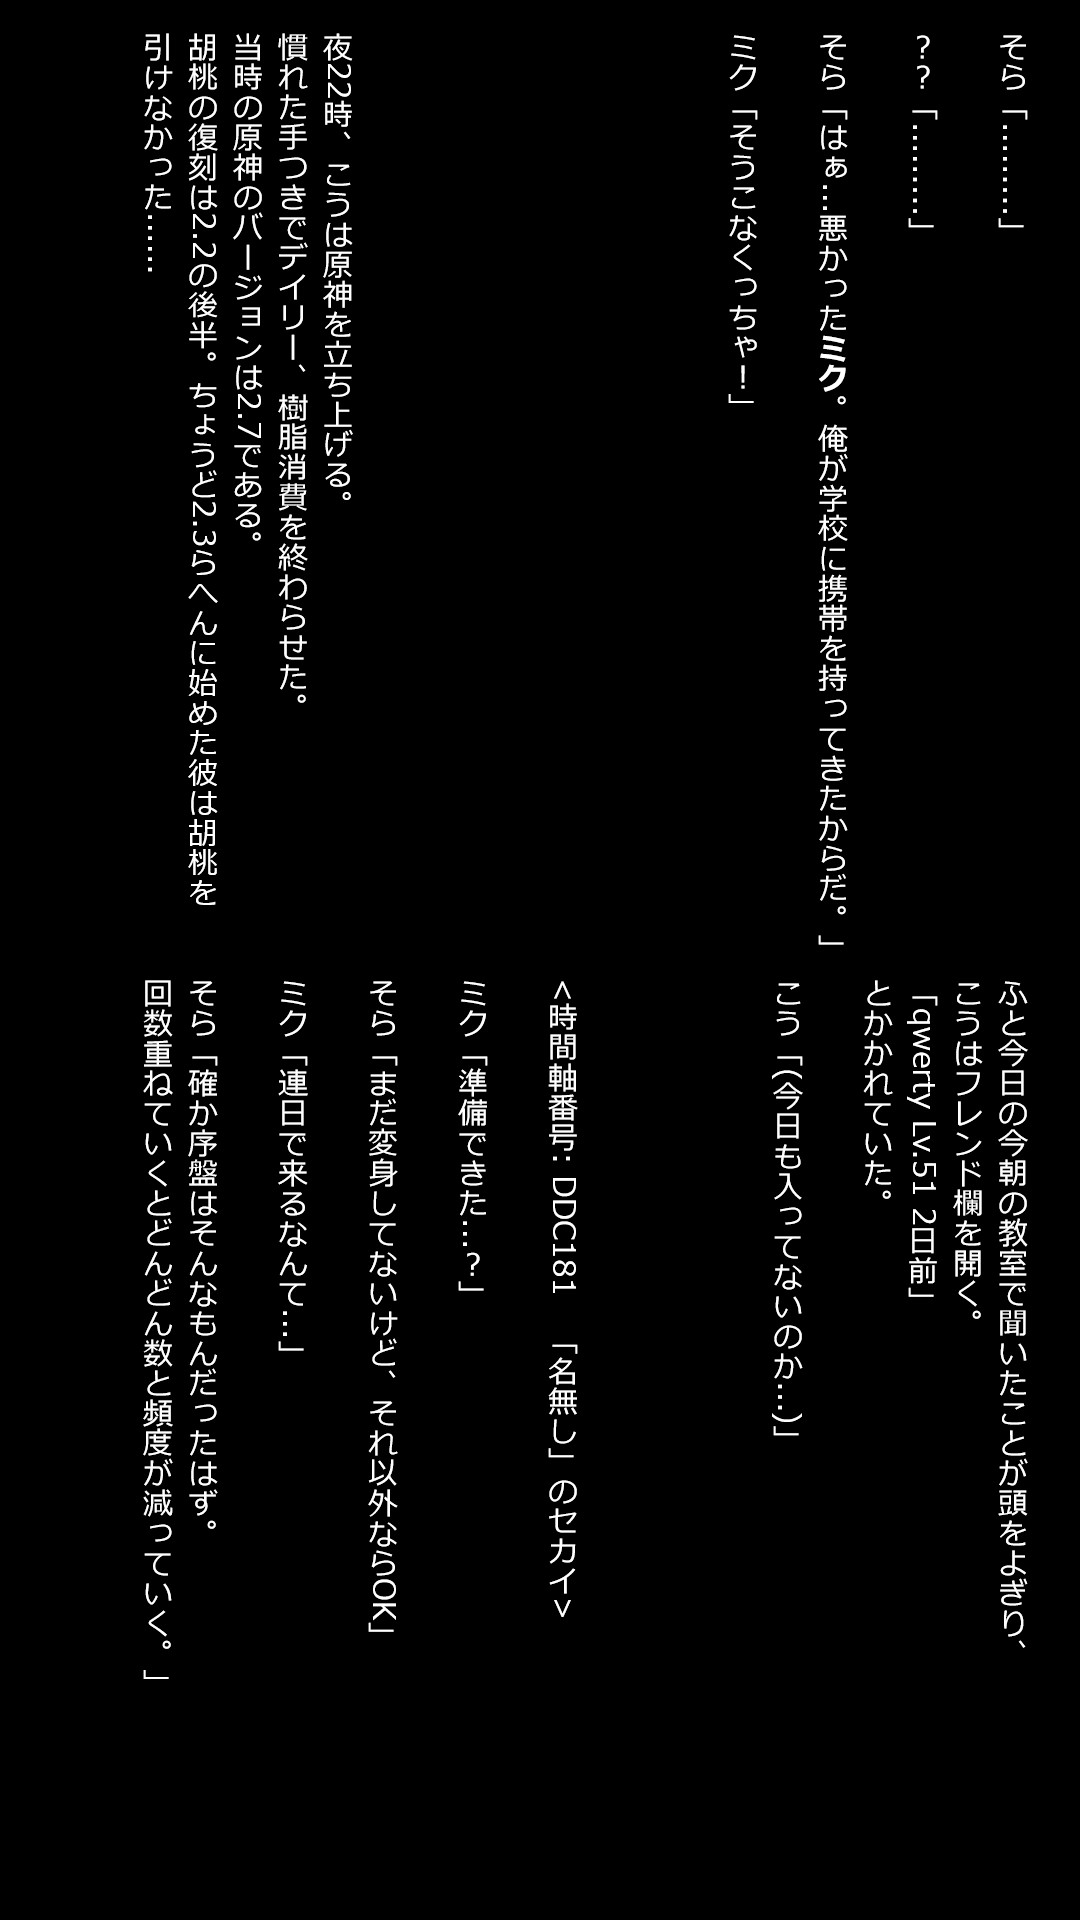 そら「…………」
？？「…………」
そら「はぁ…悪かったミク。俺が学校に携帯を持ってきたからだ。」
ミク「そうこなくっちゃ！」
夜22時、こうは原神を立ち上げる。
慣れた手つきでデイリー、樹脂消費を終わらせた。
当時の原神のバージョンは2.7である。
胡桃の復刻は2.2の後半。ちょうど2.3らへんに始めた彼は胡桃を
引けなかった……
ふと今日の今朝の教室で聞いたことが頭をよぎり、
こうはフレンド欄を開く。
「qwerty Lv.51 2日前」
とかかれていた。
こう「(今日も入ってないのか…)」
<時間軸番号: DDC181　「名無し」のセカイ>
ミク「準備できた…？」
そら「まだ変身してないけど、それ以外ならOK」
ミク「連日で来るなんて…」
そら「確か序盤はそんなもんだったはず。
回数重ねていくとどんどん数と頻度が減っていく。」